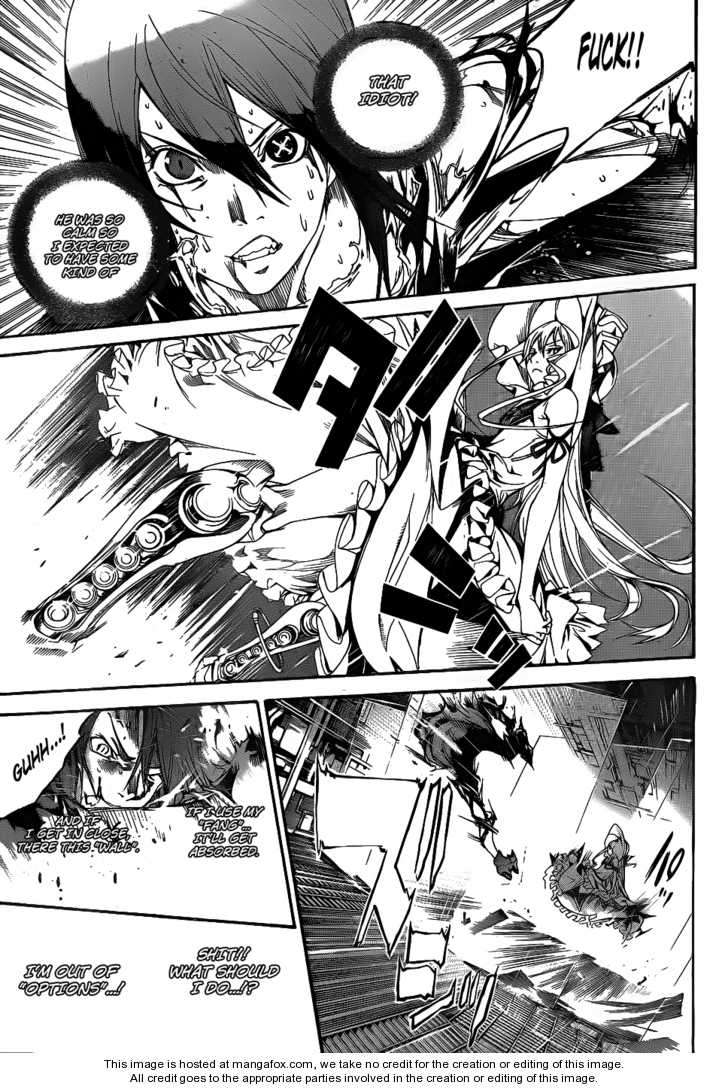 FUCK!!
THAT
IDIOT!
HE WAS SO
CALM SO
I EXPECTED
TO HAVE SOME
KIND OF
ダンッ
GUHH...!
IF I USE MY
"FANG"...
IT'LL GET
ABSORBED.
AND IF
I GET IN CLOSE,
THERE THIS "WALL".
SHIT!!
WHAT SHOULD
I DO...!?
I'M OUT OF
"OPTIONS"...!
This image is hosted at mangafox.com, we take no credit for the creation or editing of this image.
All credit goes to the appropriate parties involved in the creation or editing of this image.